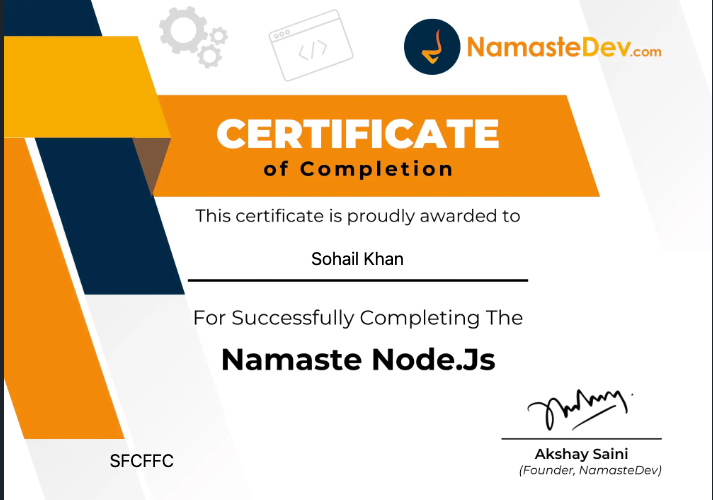 NamasteDev.com
</>
CERTIFICATE
of Completion
This certificate is proudly awarded to
Sohail Khan
For Successfully Completing The
Namaste Node.Js
Akshay Saini
(Founder, NamasteDev)
SFCFFC